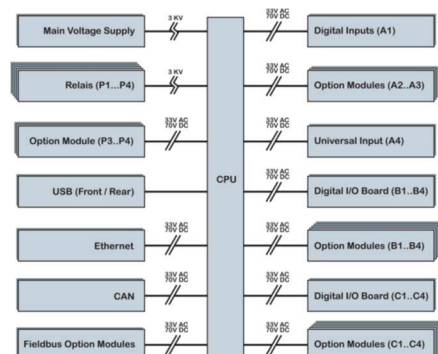 3 KV
33V AC
70V DC
Main Voltage Supply
Digital Inputs (A1)
3 KV
33V AC
70V DC
Relais (P1...P4)
Option Modules (A2..A3)
33V AC
70V DC
33V AC
70V DC
Option Module (P3..P4)
Universal Input (A4)
CPU
33V AC
70V DC
USB (Front / Rear)
Digital I/O Board (B1..B4)
33V AC
70V DC
33V AC
70V DC
Ethernet
Option Modules (B1..B4)
33V AC
70V DC
33V AC
70V DC
CAN
Digital I/O Board (C1..C4)
33V AC
70V DC
33V AC
70V DC
Fieldbus Option Modules
Option Modules (C1..C4)